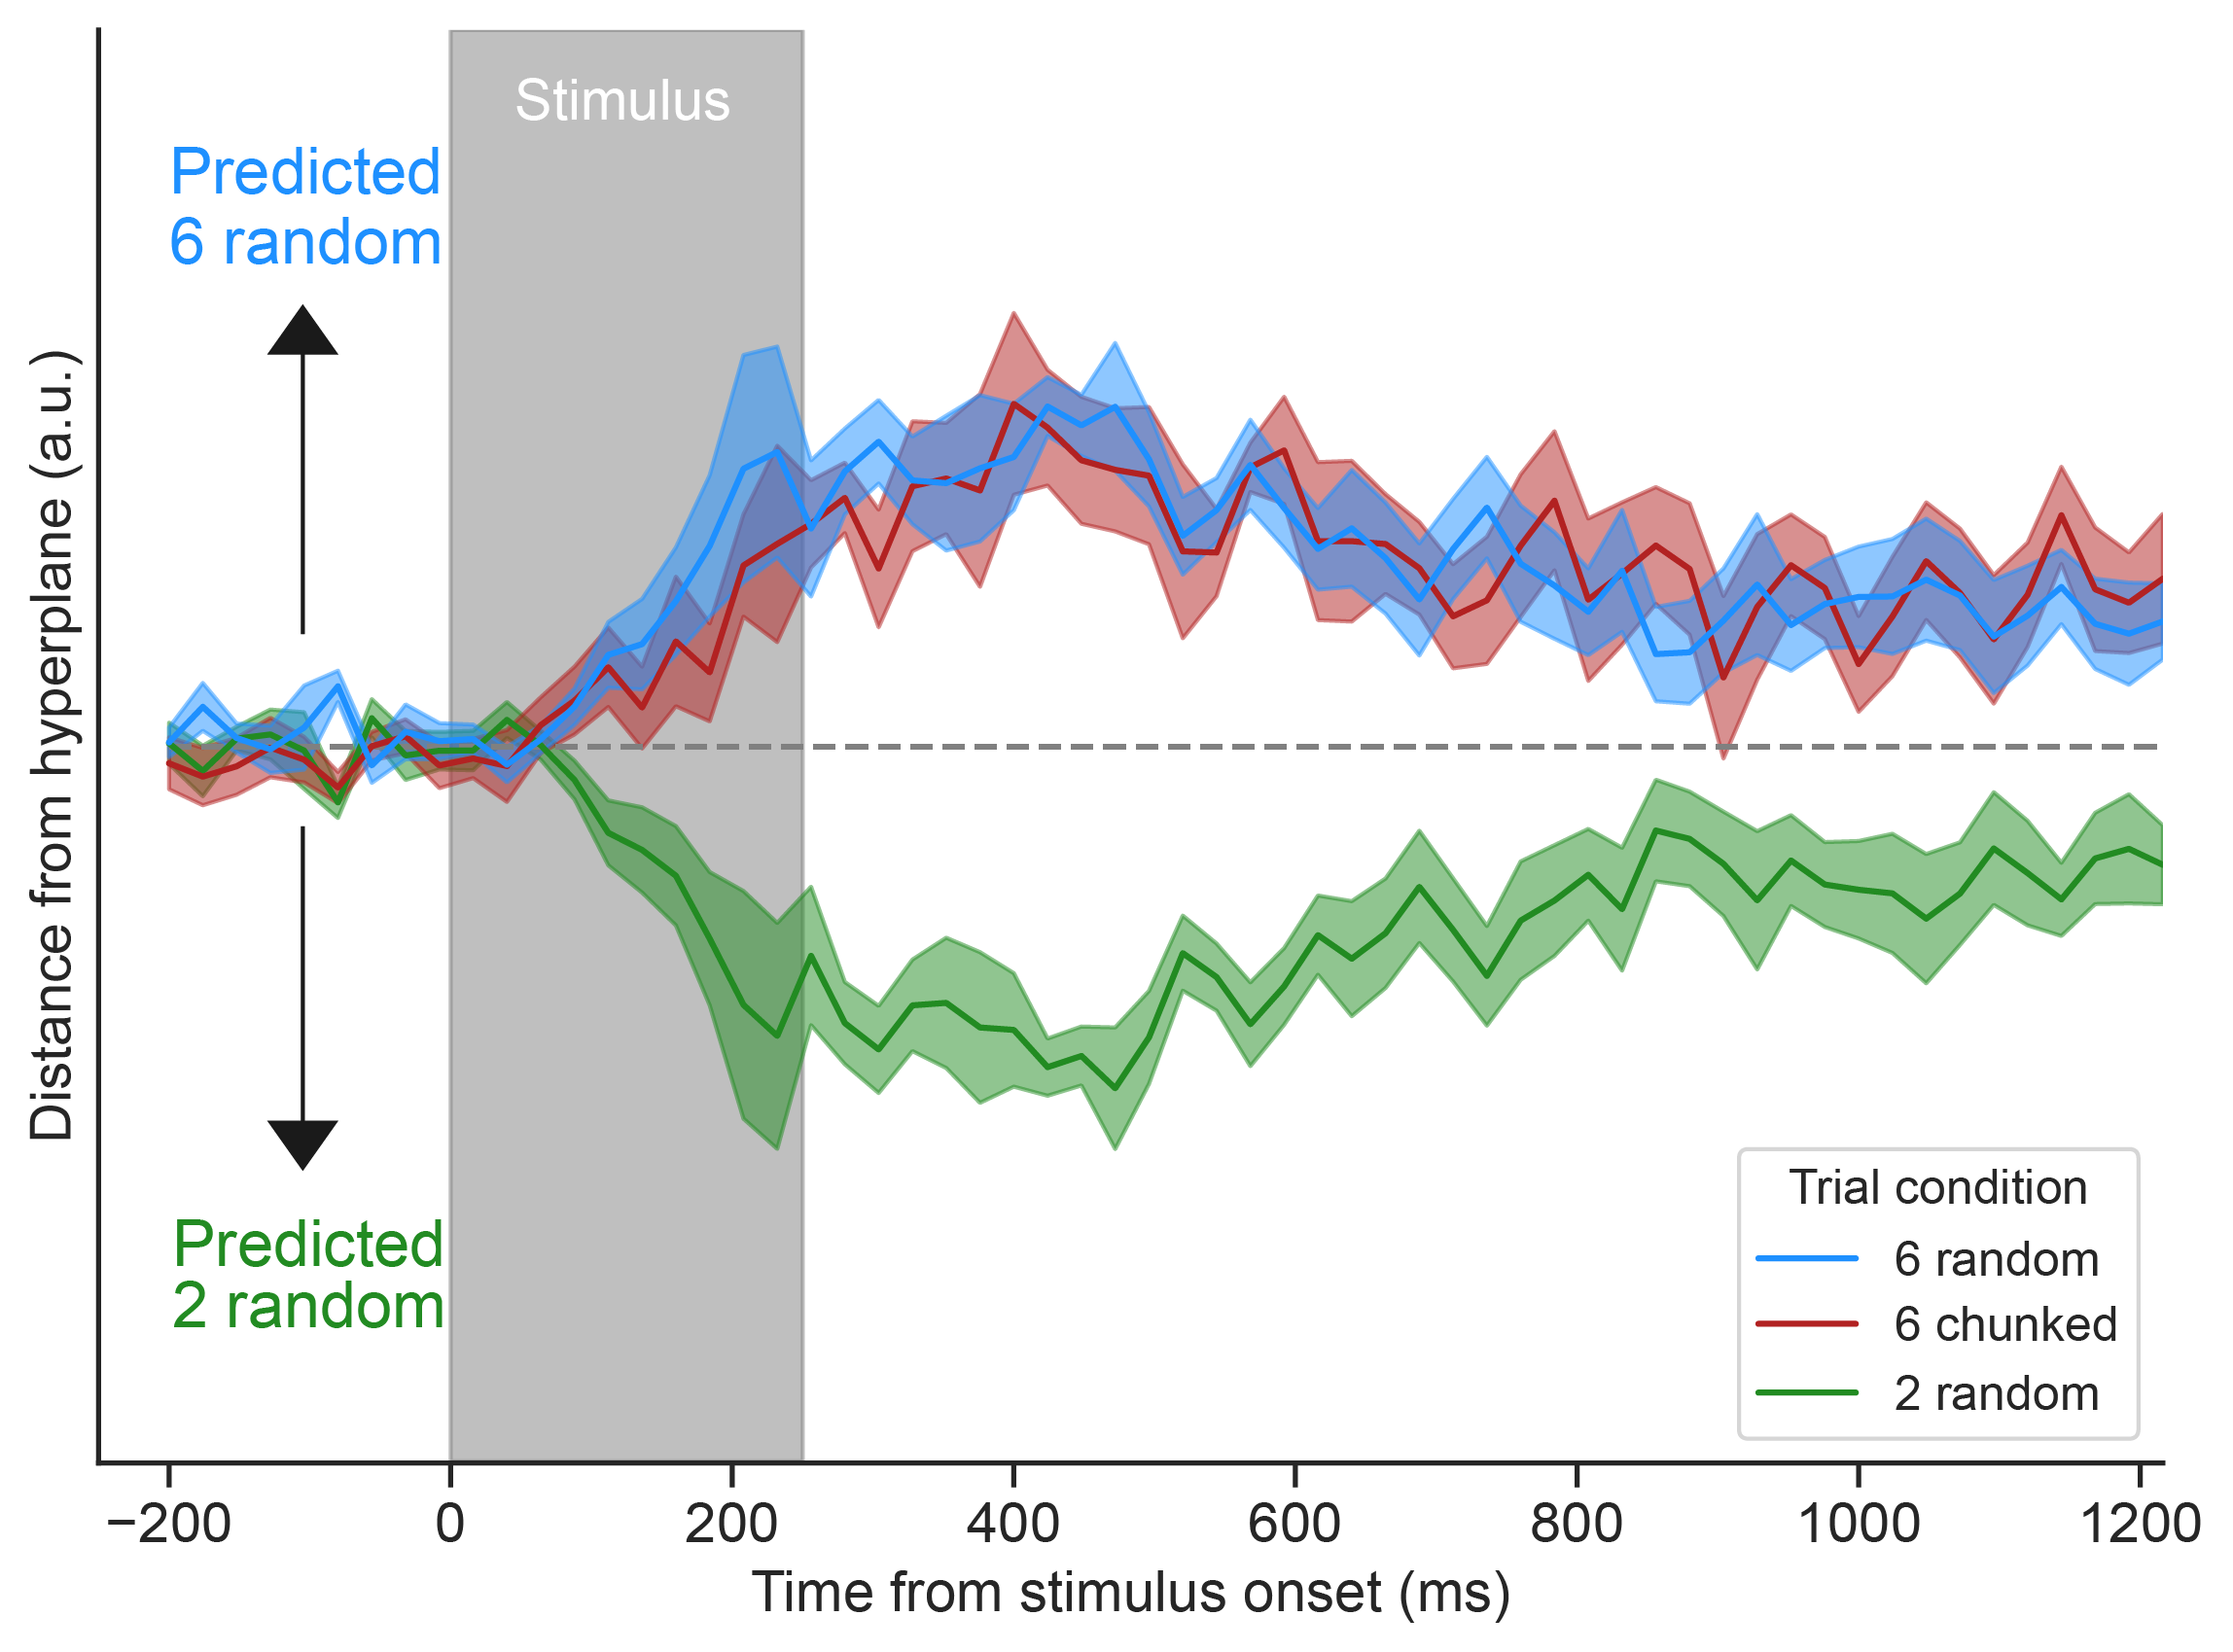 Stimulus
Predicted
6 random
Distance from hyperplane (a.u.)
Predicted
2 random
Trial condition
6 random
6 chunked
2 random
−200 0 200 400 600 800 1000 1200
Time from stimulus onset (ms)